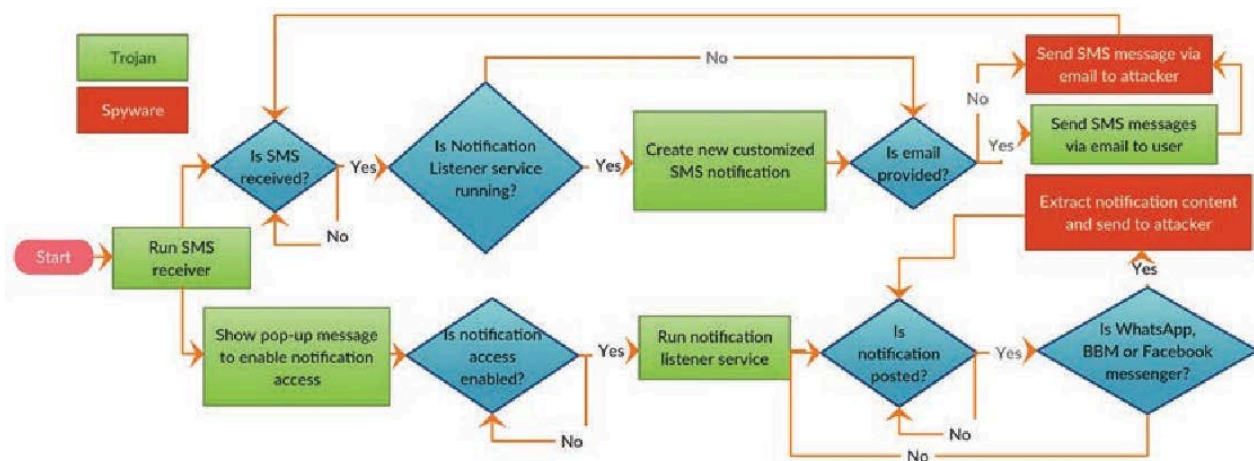 Trojan
Spyware
No
Send SMS message via
email to attacker
No
Send SMS messages
via email to user
Yes
Is SMS
received?
Yes
Is Notification
Listener service
running?
Yes
Create new customized
SMS notification
Is email
provided?
No
Extract notification content
and send to attacker
Start
Run SMS
receiver
Yes
Show pop-up message
to enable notification
access
Is notification
access
enabled?
Yes
Run notification
listener service
Is
notification
posted?
Yes
Is WhatsApp,
BBM or Facebook
messenger?
No
No
No